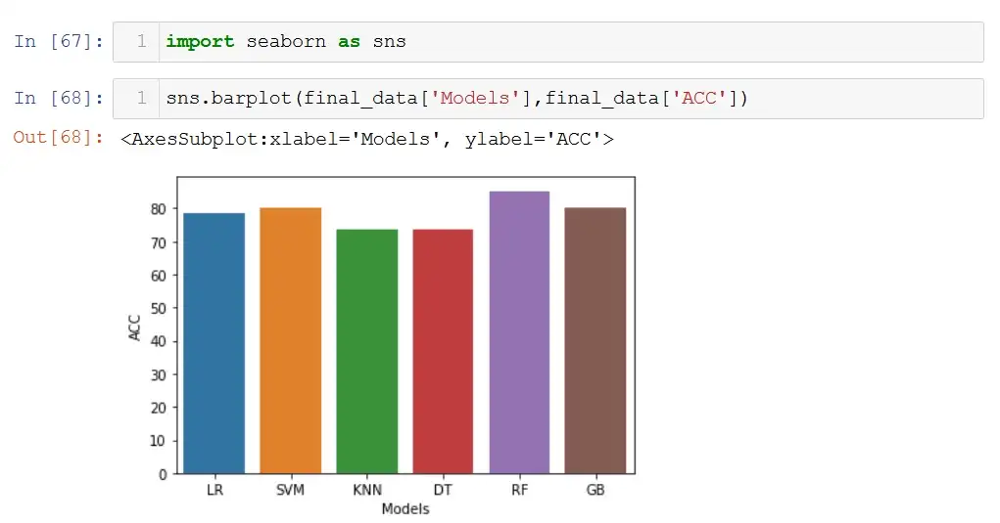 In [67]: 1 import seaborn as sns
In [68]: 1 sns.barplot(final_data['Models'],final_data['ACC'])
Out[68]: <AxesSubplot:xlabel='Models', ylabel='ACC'>
80
70
60
50
40
30
20
10
0
ACC
LR SVM KNN DT RF GB
Models